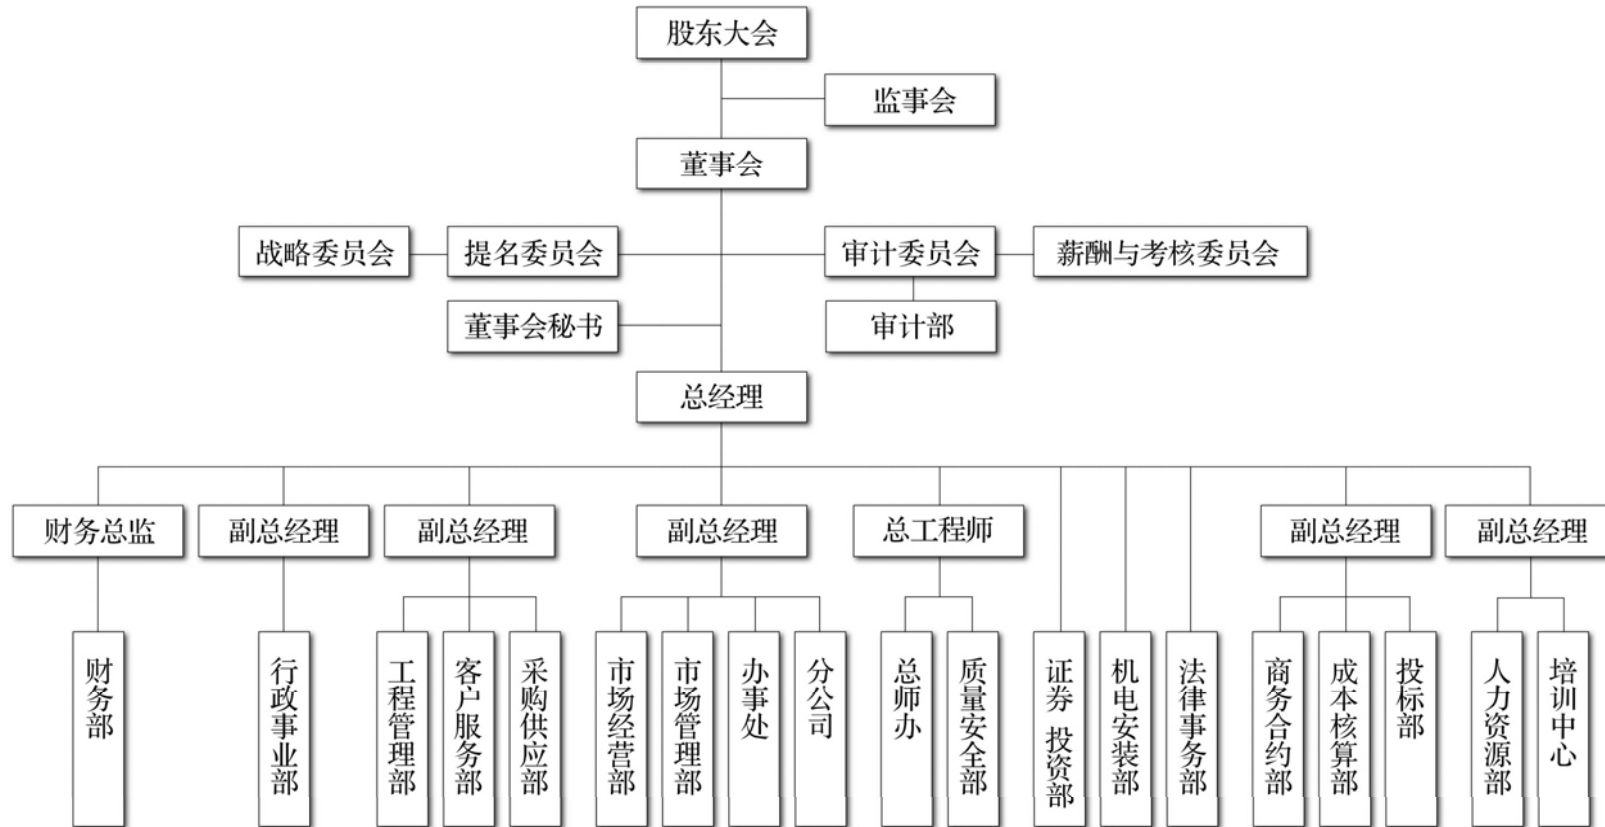 股东大会
监事会
董事会
战略委员会
提名委员会
审计委员会
薪酬与考核委员会
董事会秘书
审计部
总经理
财务总监
副总经理
副总经理
副总经理
总工程师
副总经理
副总经理
财务部
行政事业部
工程管理部
客户服务部
采购供应部
市场经营部
市场管理部
办事处
分公司
总师办
质量安全部
证券 投资部
机电安装部
法律事务部
商务合约部
成本核算部
投标部
人力资源部
培训中心